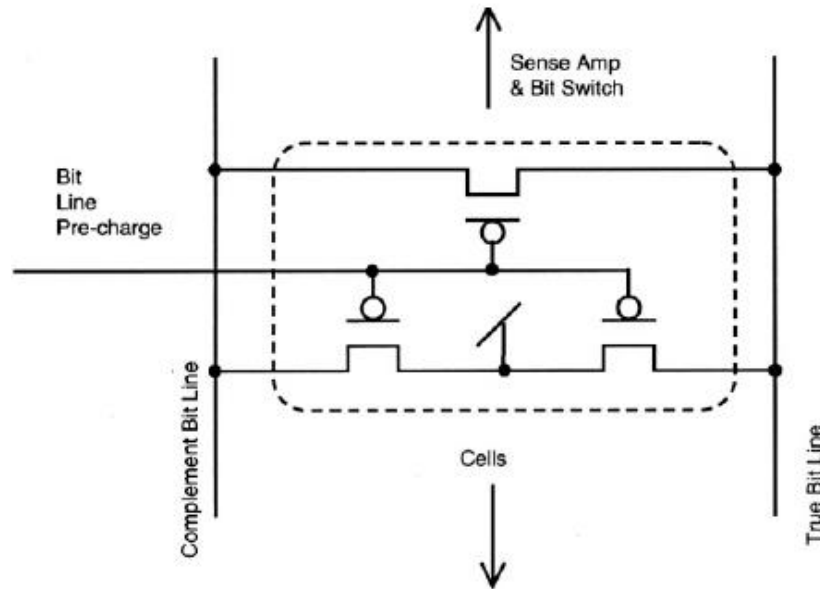 Sense Amp
& Bit Switch
Bit
Line
Pre-charge
Complement Bit Line
Cells
True Bit Line